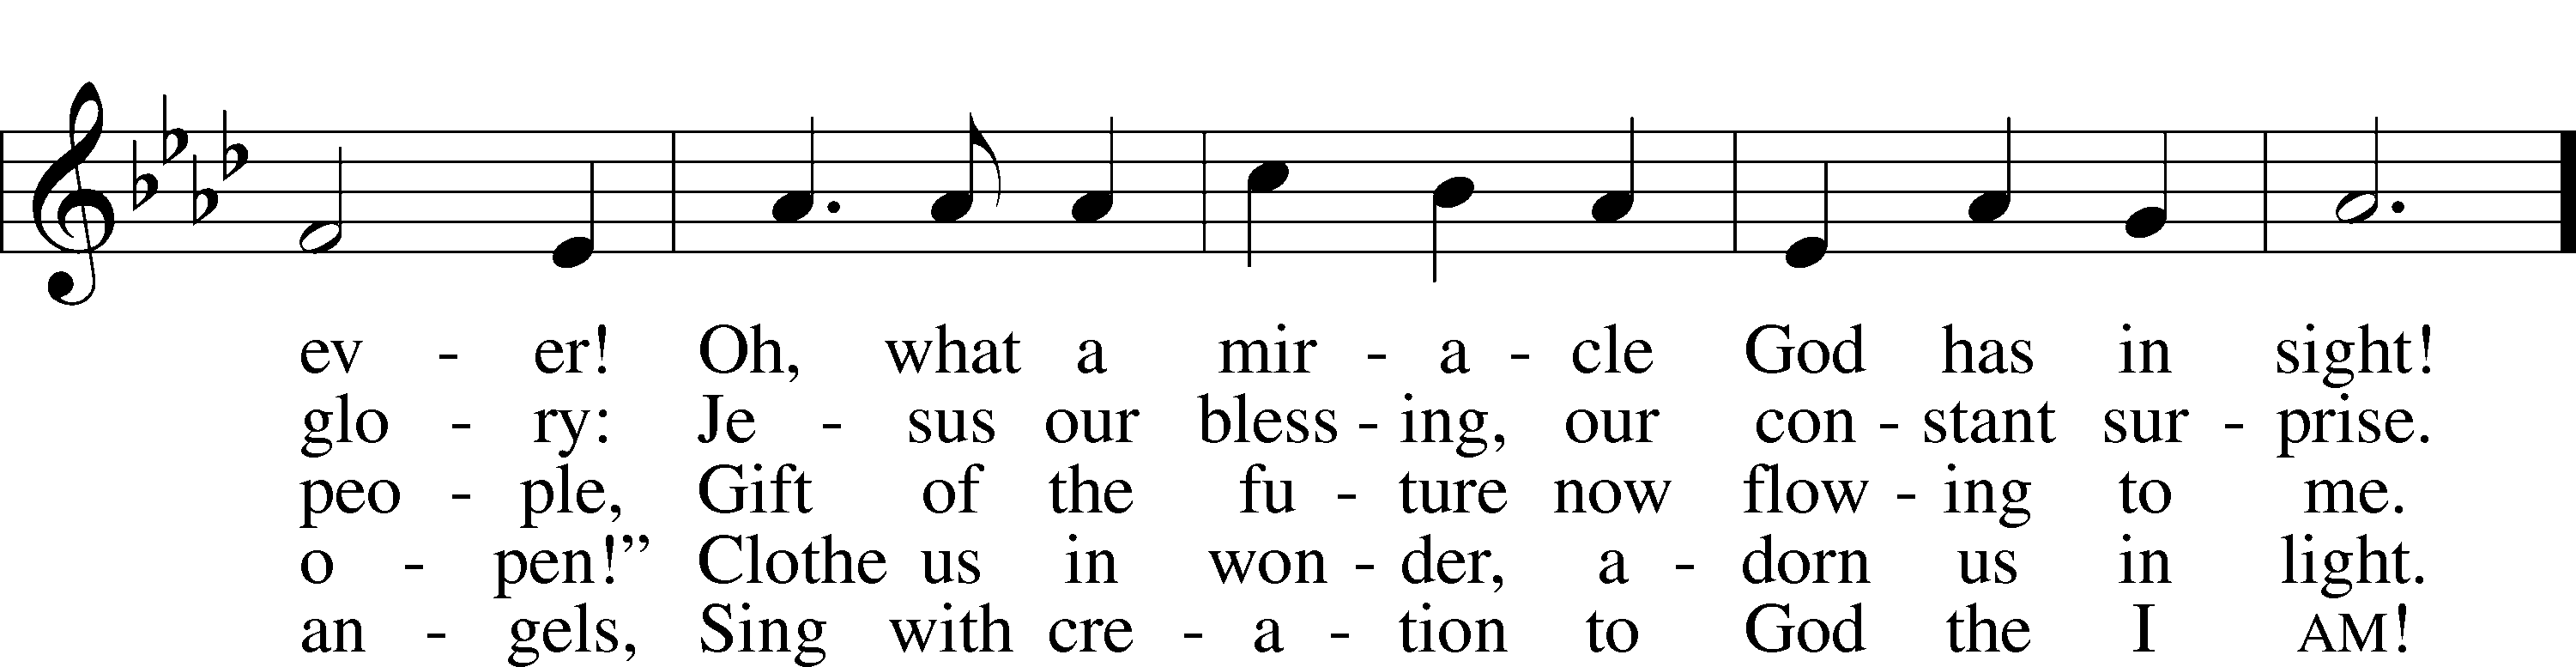 ev - er! Oh, what a mir - a - cle God has in sight!
glo - ry: Je - sus our bless - ing, our con - stant sur - prise.
peo - ple, Gift of the fu - ture now flow - ing to me.
o - pen!” Clothe us in won - der, a - dorn us in light.
an - gels, Sing with cre - a - tion to God the I AM!